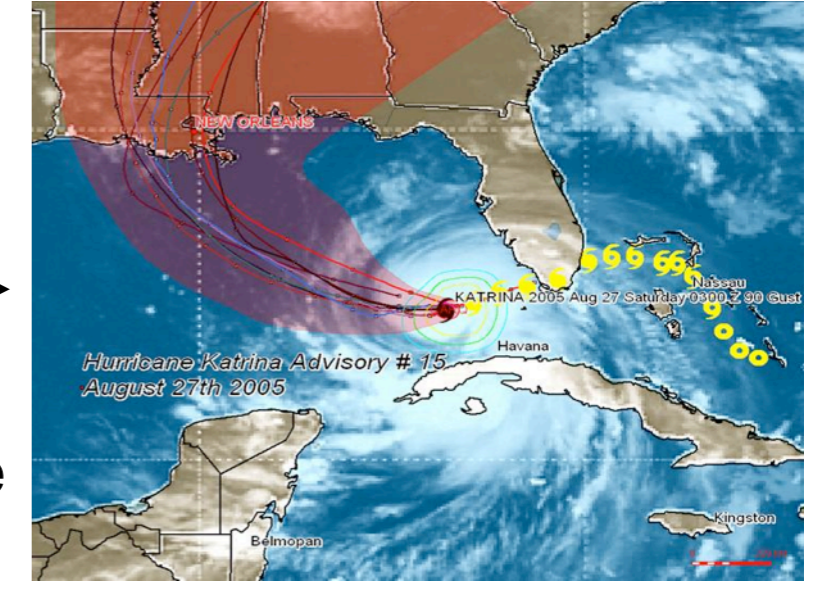 NEW ORLEANS
Nassau
KATRINA 2005 Aug 27 Saturday 0300 Z 90 Gust
Havana
Hurricane Katrina Advisory # 15
August 27th 2005
Kingston
Belmopan
e
0